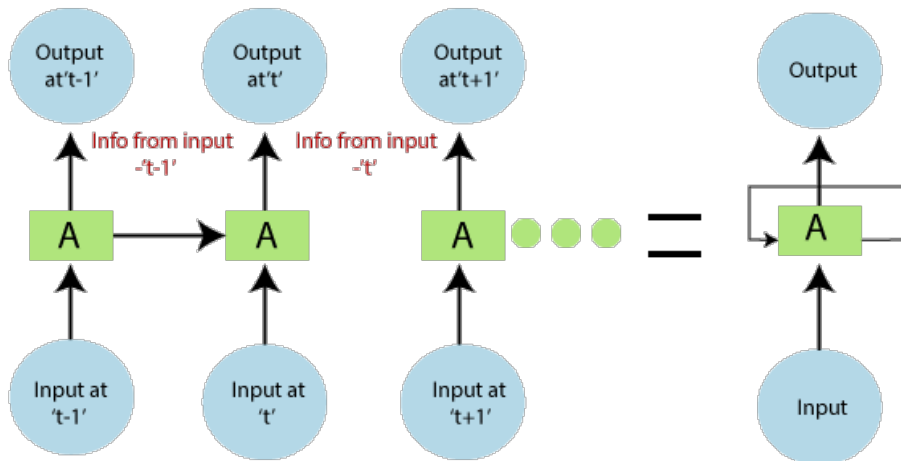 Output
at't-1'
Output
at't'
Output
at't+1'
Output
Info from input
-'t-1'
Info from input
-'t'
A
A
A
A
Input at
't-1'
Input at
't'
Input at
't+1'
Input